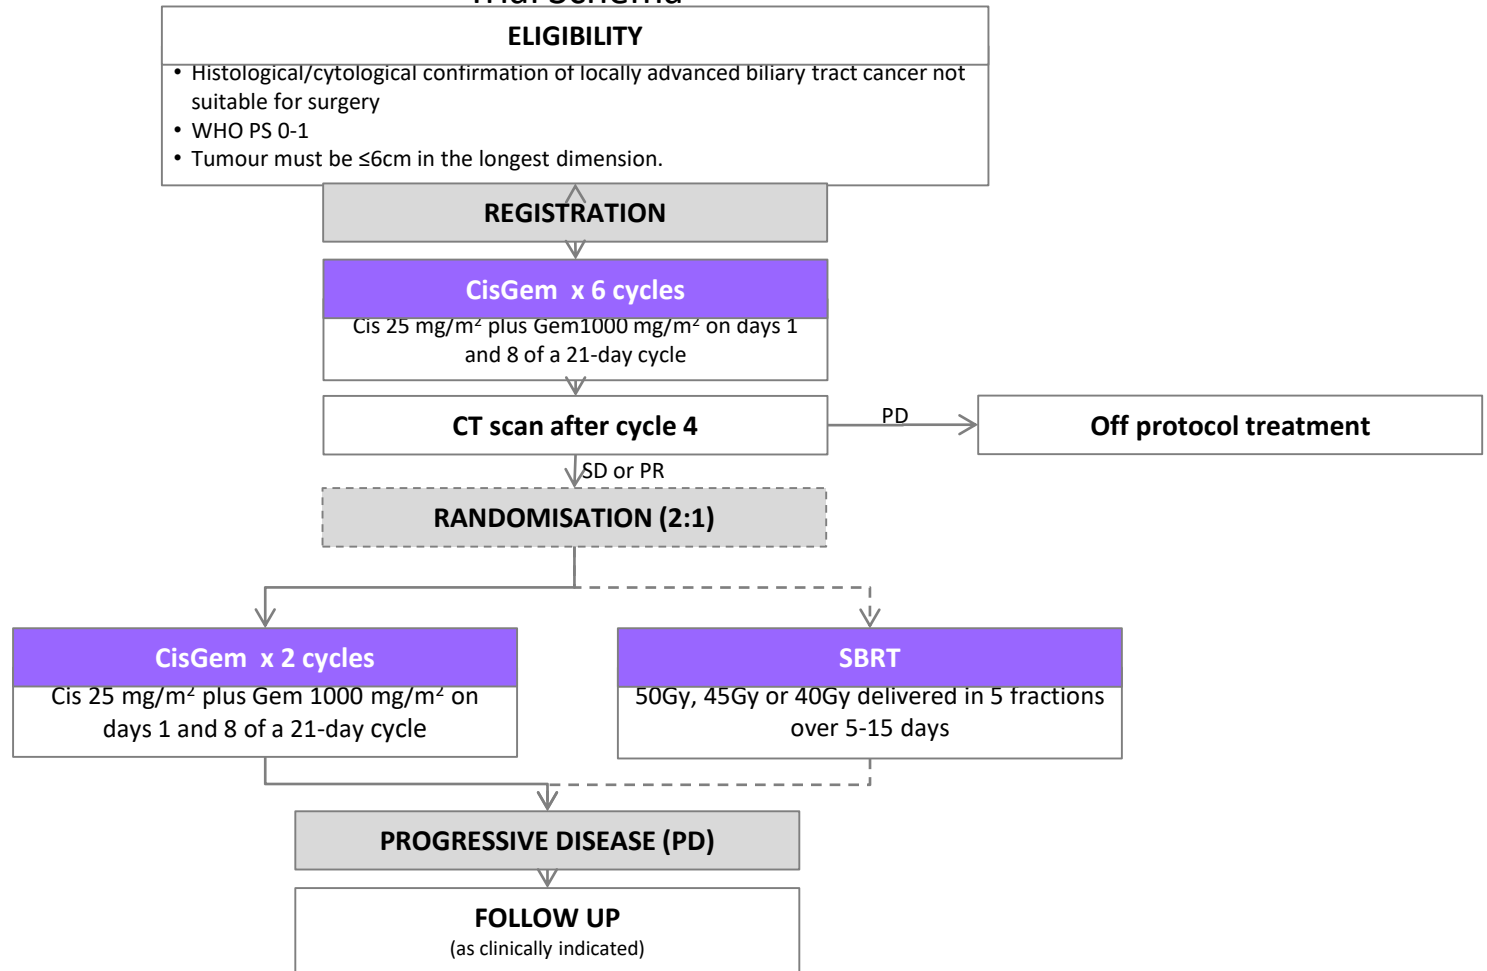 Trial Schema
ELIGIBILITY
• Histological/cytological confirmation of locally advanced biliary tract cancer not
suitable for surgery
• WHO PS 0-1
• Tumour must be ≤6cm in the longest dimension.
REGISTRATION
CisGem x 6 cycles
Cis 25 mg/m² plus Gem1000 mg/m² on days 1
and 8 of a 21-day cycle
CT scan after cycle 4
PD
Off protocol treatment
SD or PR
RANDOMISATION (2:1)
CisGem x 2 cycles
Cis 25 mg/m² plus Gem 1000 mg/m² on
days 1 and 8 of a 21-day cycle
SBRT
50Gy, 45Gy or 40Gy delivered in 5 fractions
over 5-15 days
PROGRESSIVE DISEASE (PD)
FOLLOW UP
(as clinically indicated)